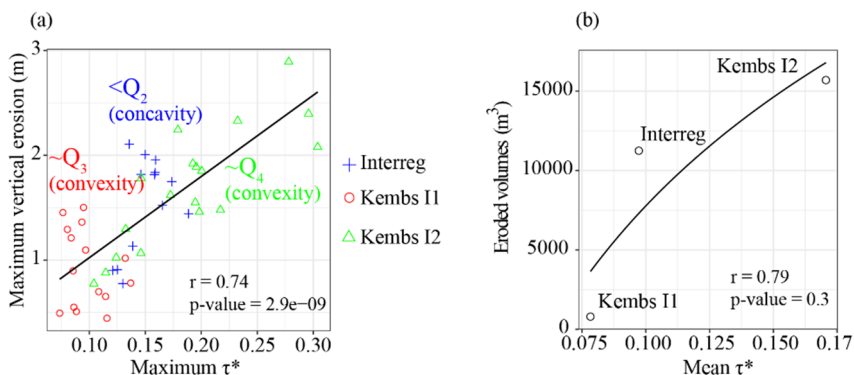 (a)
Maximum vertical erosion (m)
3
2
1
<Q2
(concavity)
~Q3
(convexity)
~Q4
(convexity)
r = 0.74
p-value = 2.9e−09
0.10
0.15
0.20
0.25
0.30
Maximum τ*
Interreg
Kembs I1
Kembs I2
(b)
Eroded volumes (m³)
15000
10000
5000
0
Kembs I2
Interreg
Kembs I1
r = 0.79
p-value = 0.3
0.075
0.100
0.125
0.150
0.17
Mean τ*